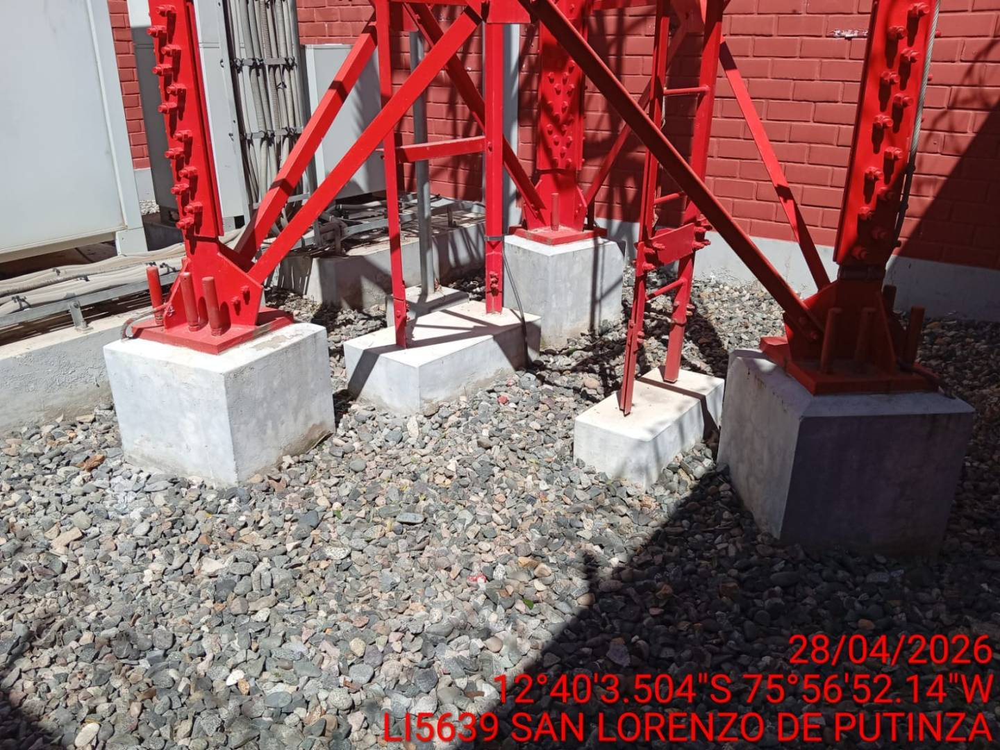 28/04/2026
12°40'3.504"S 75°56'52.14"W
LI5639 SAN LORENZO DE PUTINZA